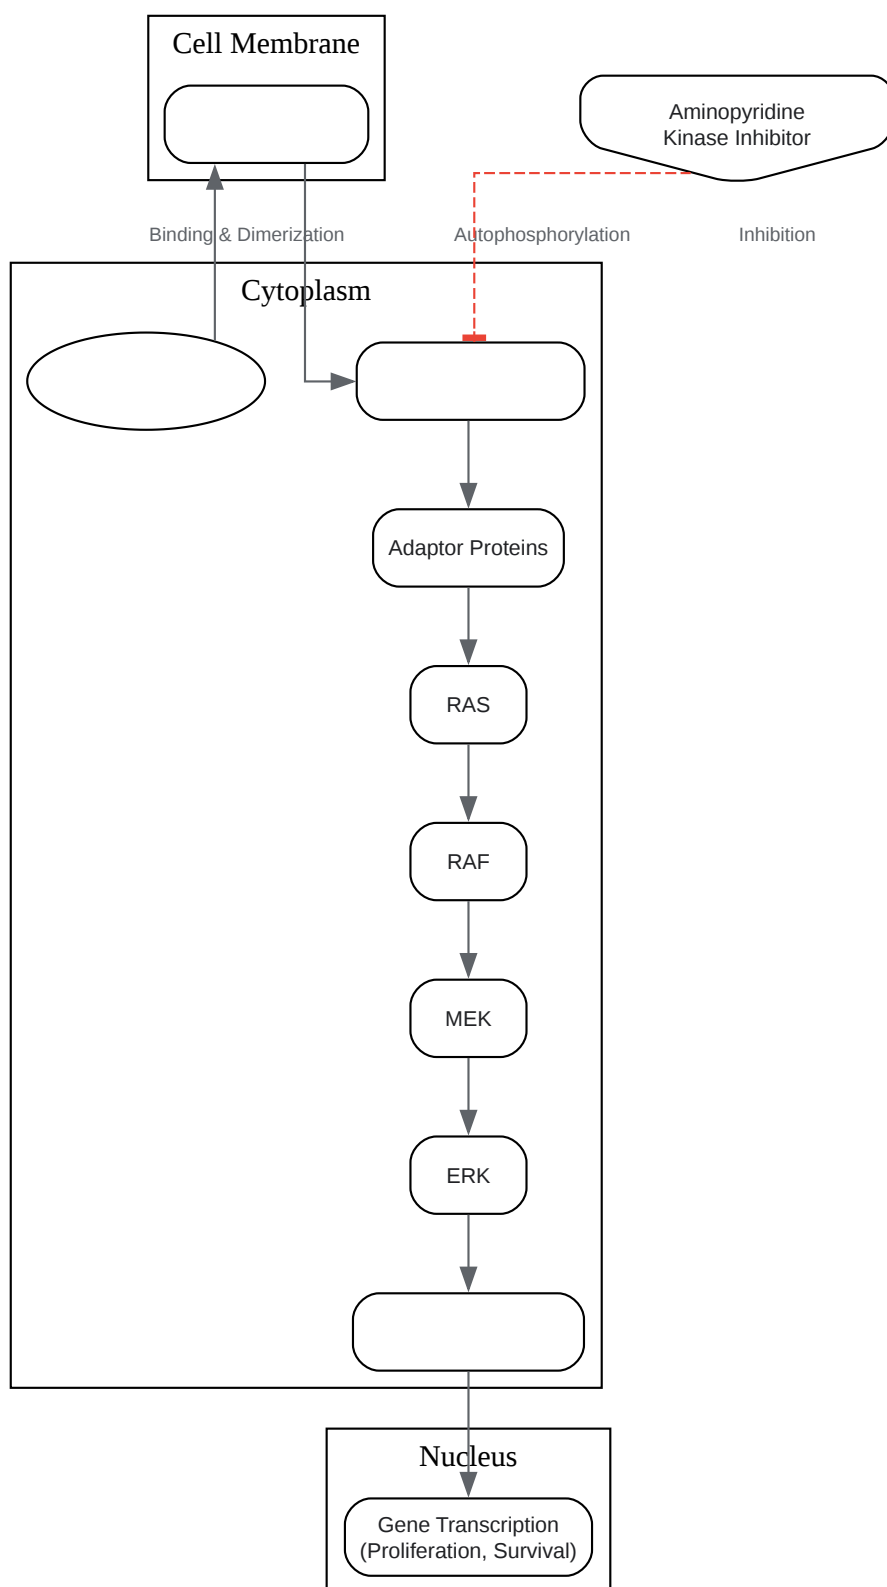 Cell Membrane
Aminopyridine
Kinase Inhibitor
Binding & Dimerization
Autophosphorylation
Inhibition
Cytoplasm
Adaptor Proteins
RAS
RAF
MEK
ERK
Nucleus
Gene Transcription
(Proliferation, Survival)